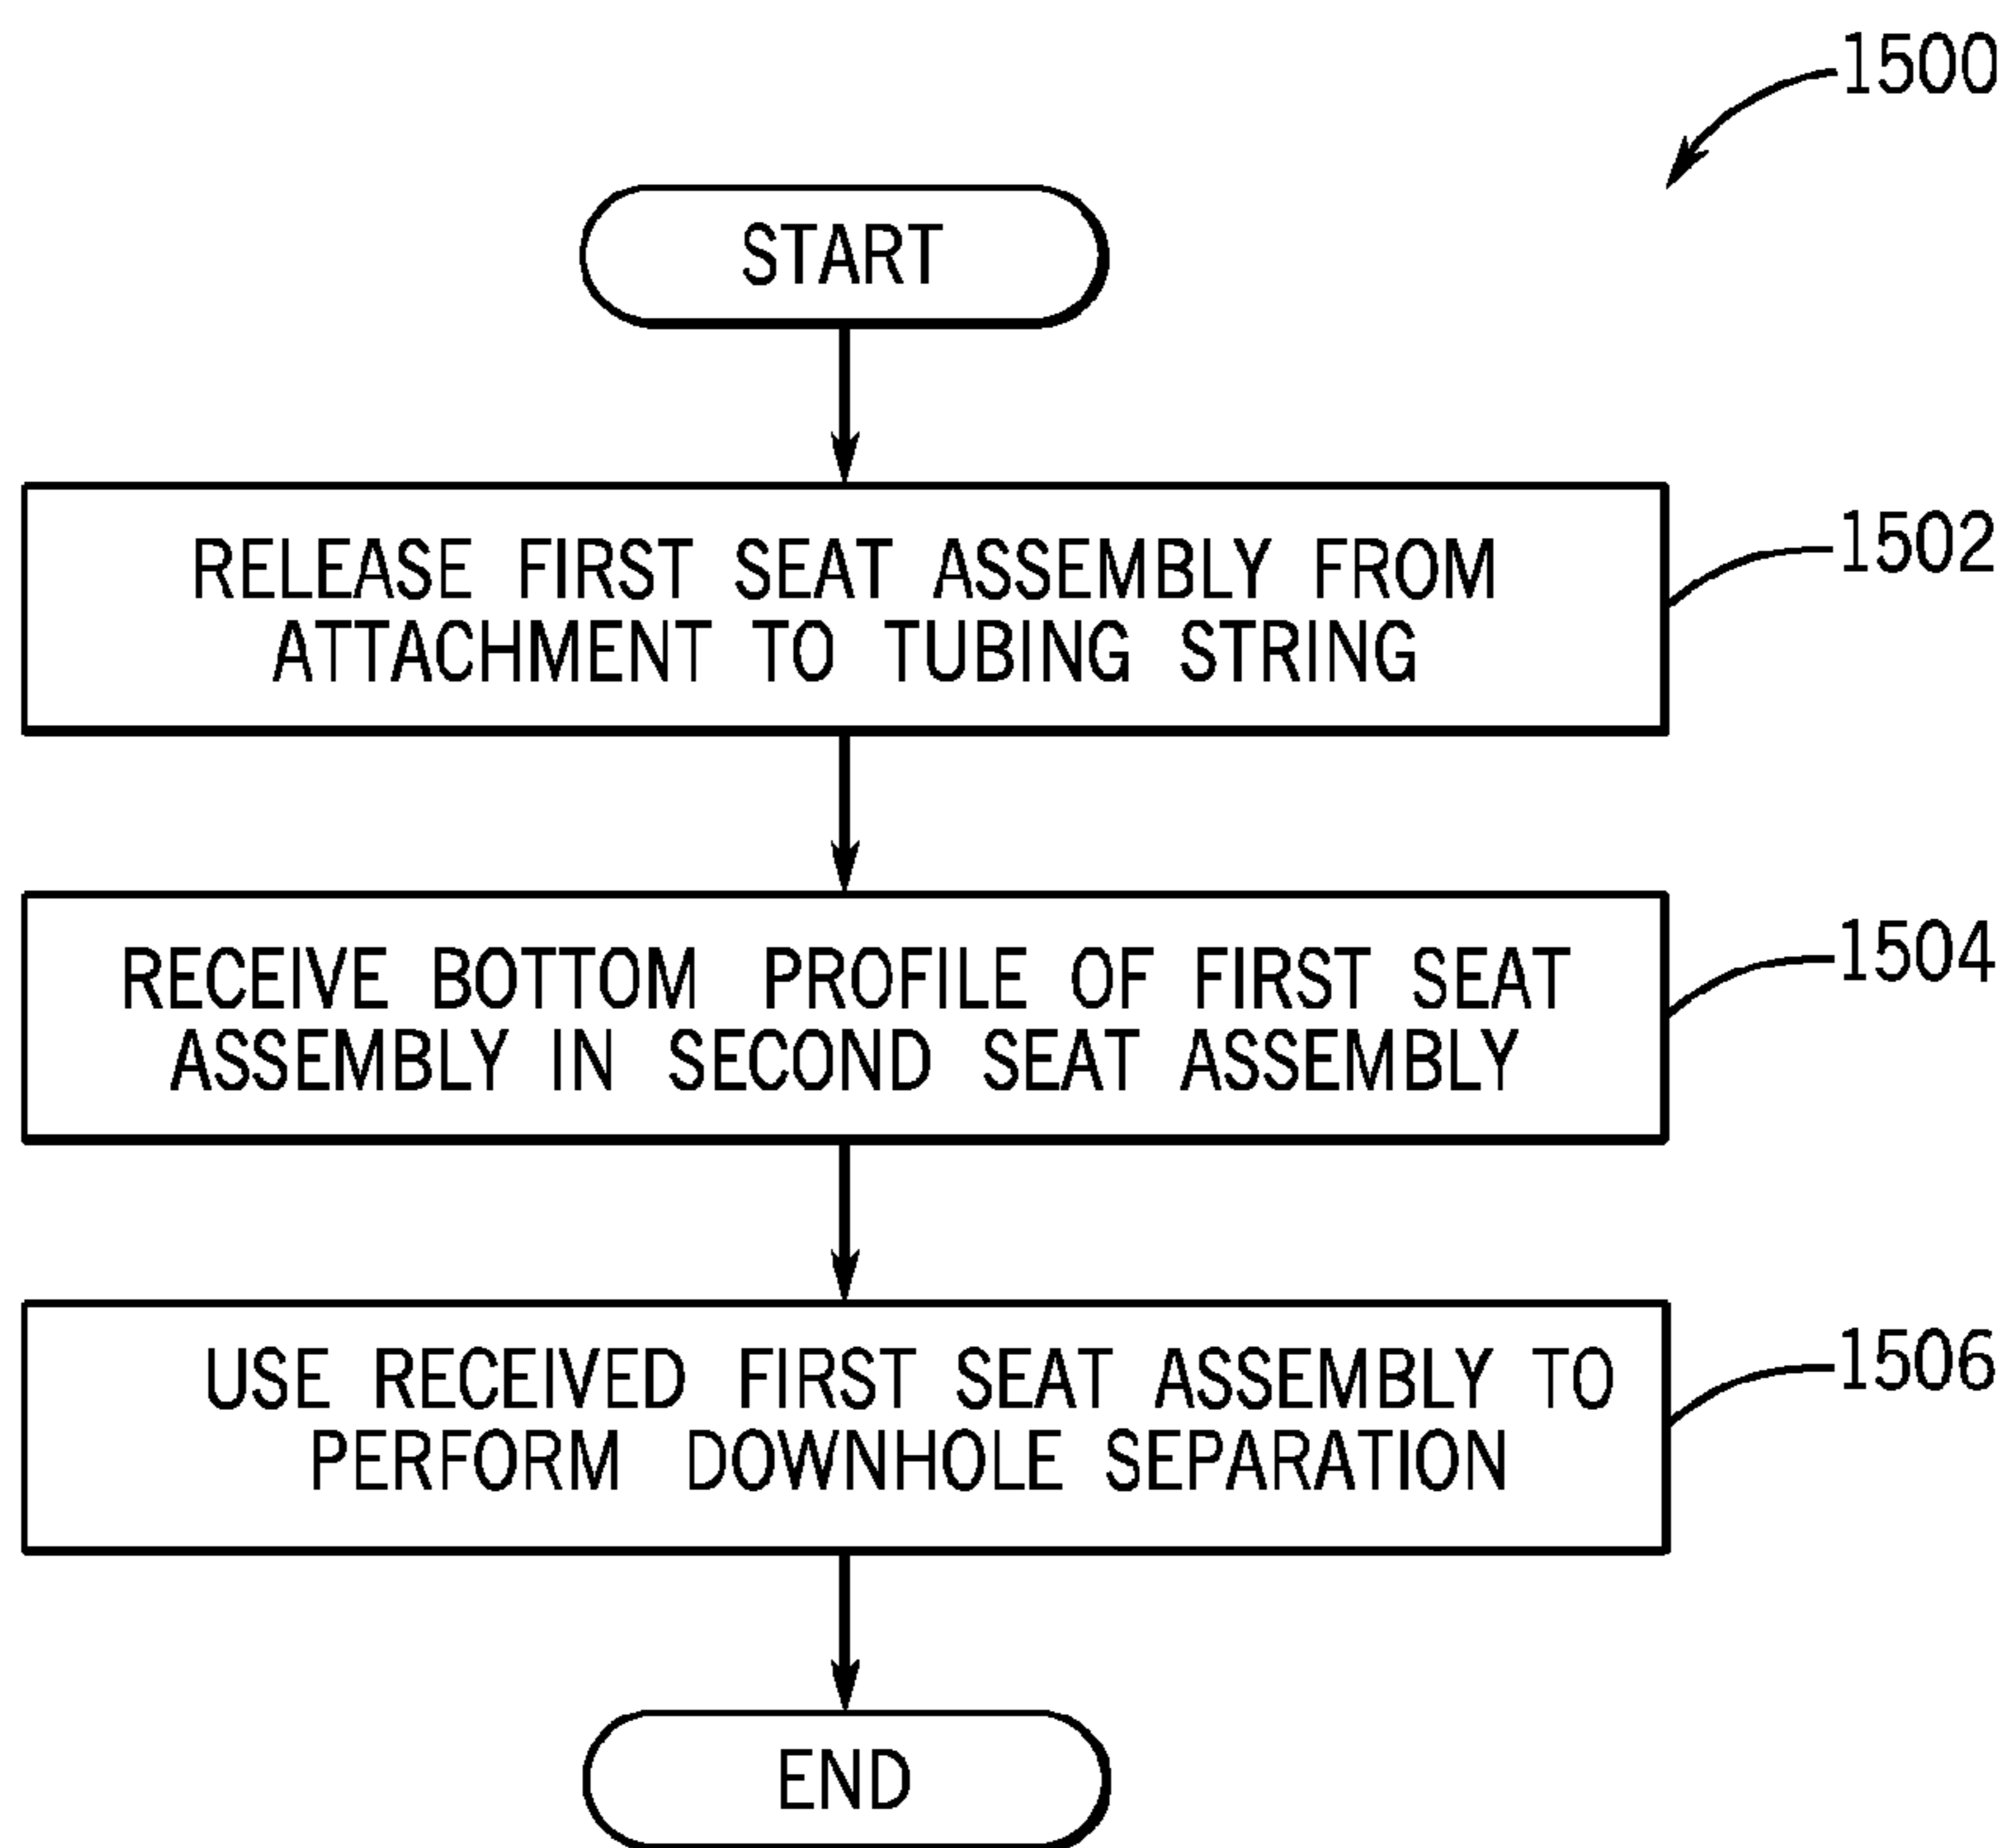 1500
START
RELEASE FIRST SEAT ASSEMBLY FROM
ATTACHMENT TO TUBING STRING
1502
RECEIVE BOTTOM PROFILE OF FIRST SEAT
ASSEMBLY IN SECOND SEAT ASSEMBLY
1504
USE RECEIVED FIRST SEAT ASSEMBLY TO
PERFORM DOWNHOLE SEPARATION
1506
END